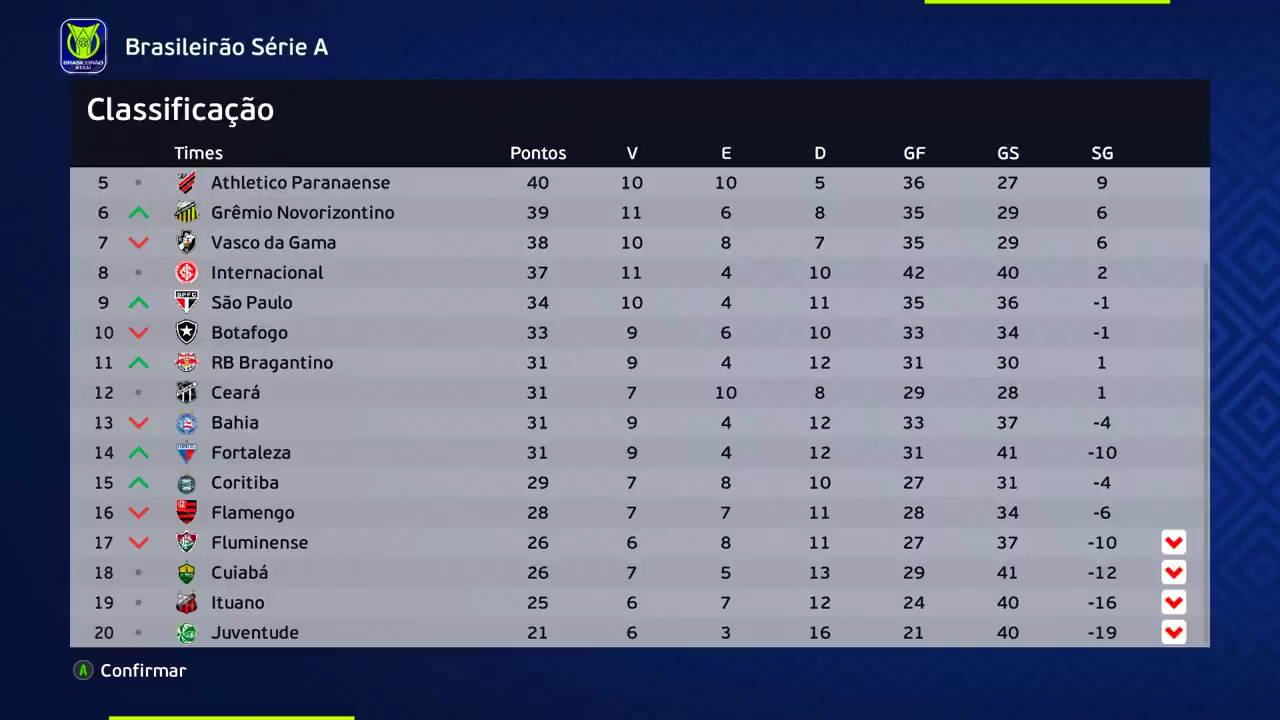 Brasileirão Série A
BRASILEIRÃO
ASSAÍ
Classificação
Times Pontos V E D GF GS SG
5 Athletico Paranaense 40 10 10 5 36 27 9
6 Grêmio Novorizontino 39 11 6 8 35 29 6
7 Vasco da Gama 38 10 8 7 35 29 6
8 Internacional 37 11 4 10 42 40 2
9 São Paulo 34 10 4 11 35 36 -1
10 Botafogo 33 9 6 10 33 34 -1
11 RB Bragantino 31 9 4 12 31 30 1
12 Ceará 31 7 10 8 29 28 1
13 Bahia 31 9 4 12 33 37 -4
14 Fortaleza 31 9 4 12 31 41 -10
15 Coritiba 29 7 8 10 27 31 -4
16 Flamengo 28 7 7 11 28 34 -6
17 Fluminense 26 6 8 11 27 37 -10
18 Cuiabá 26 7 5 13 29 41 -12
19 Ituano 25 6 7 12 24 40 -16
20 Juventude 21 6 3 16 21 40 -19
A Confirmar